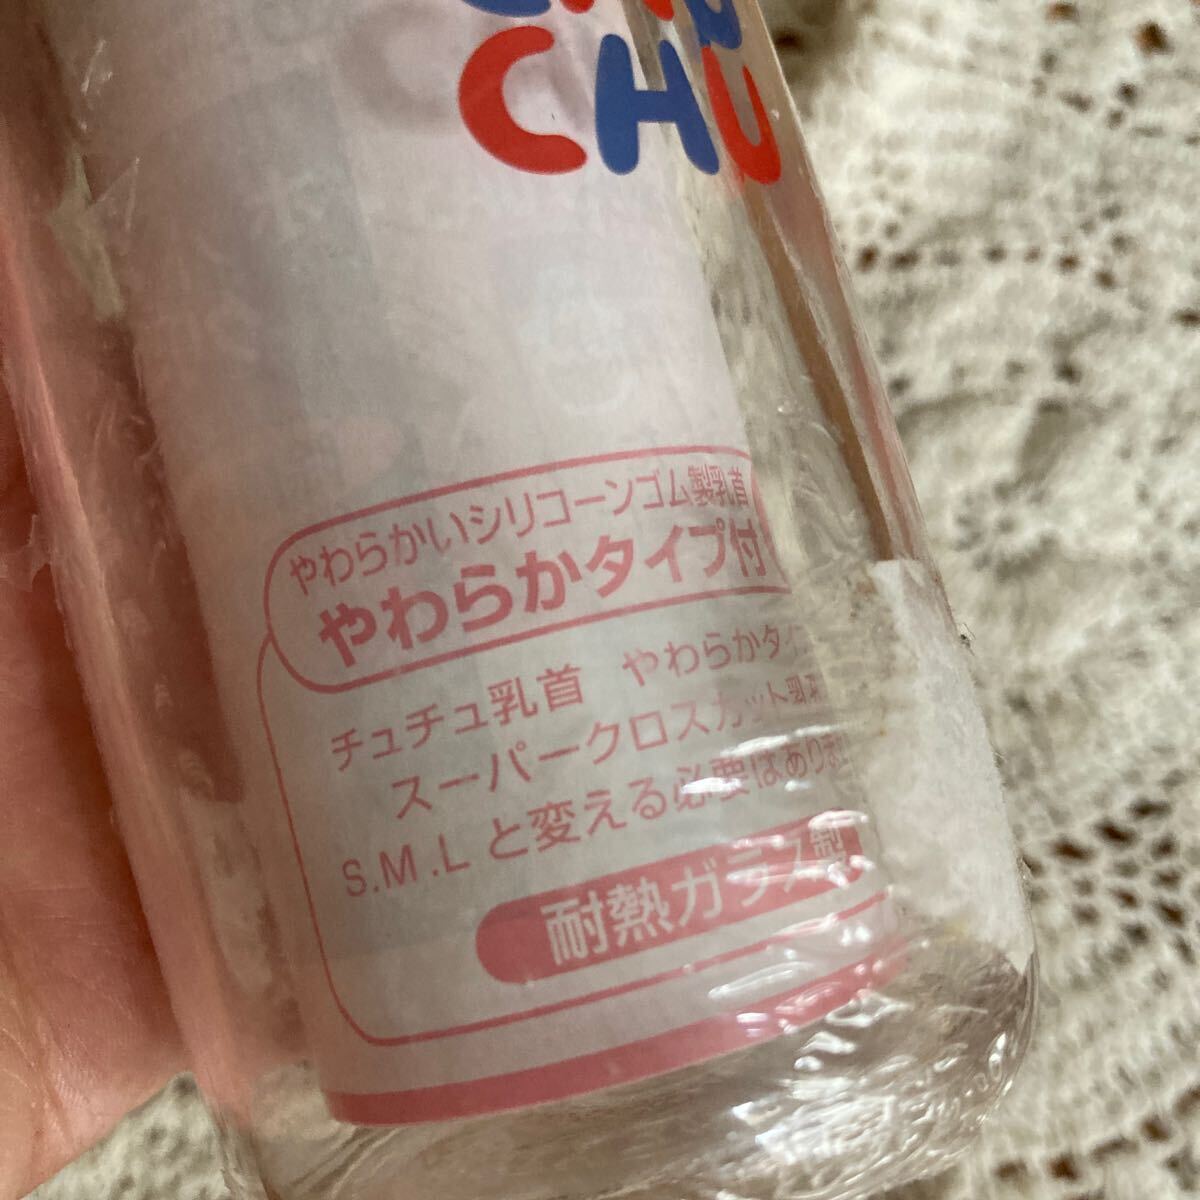 CHU
CHU
やわらかいシリコーンゴム製乳首
やわらかタイプ付
チュチュ乳首 やわらかタイ
スーパークロスカット乳
S.M.Lと変える必要はありま
耐熱ガラス製